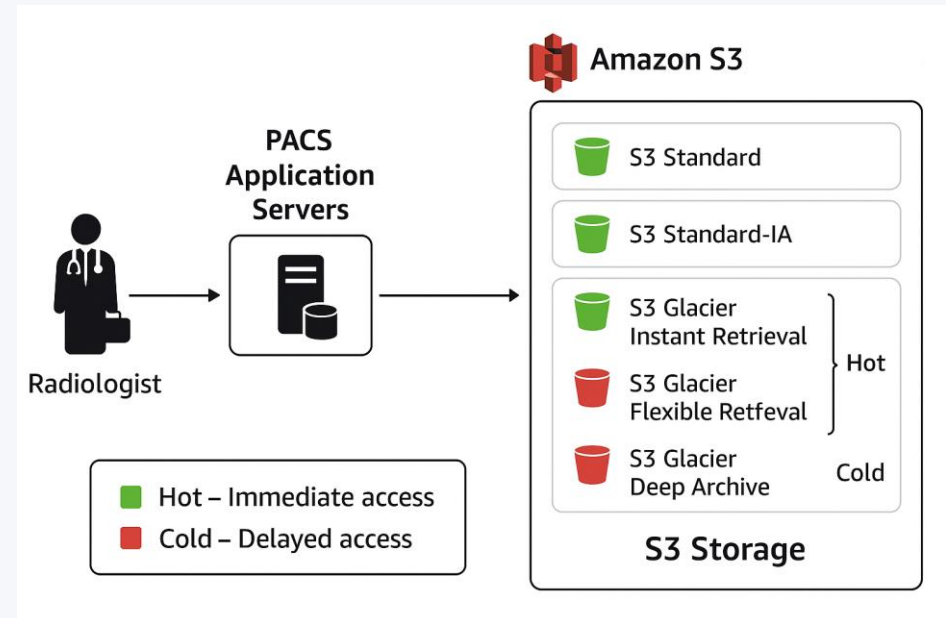 Amazon S3
PACS
Application
Servers
Radiologist
S3 Standard
S3 Standard-IA
S3 Glacier
Instant Retrieval
S3 Glacier
Flexible Retfeval
Hot
S3 Glacier
Deep Archive
Cold
S3 Storage
Hot – Immediate access
Cold – Delayed access